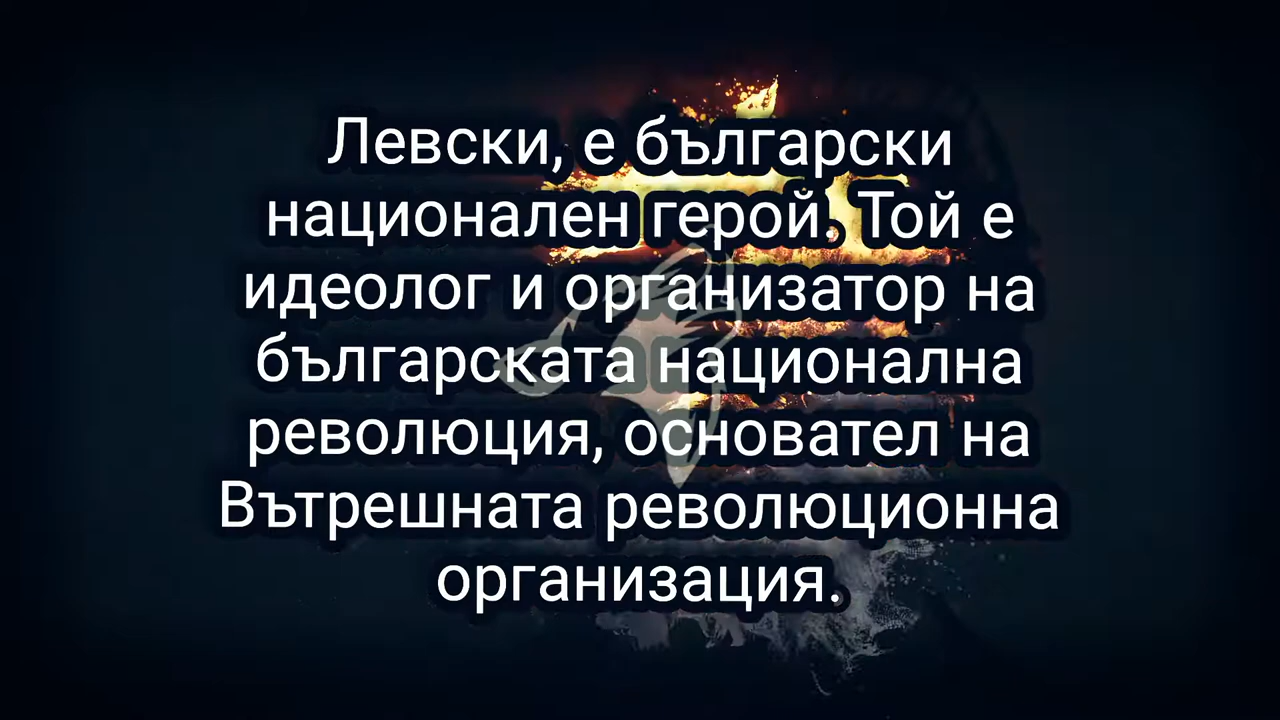 Левски, е български
национален герой. Той е
идеолог и организатор на
българската национална
революция, основател на
Вътрешната революционна
организация.